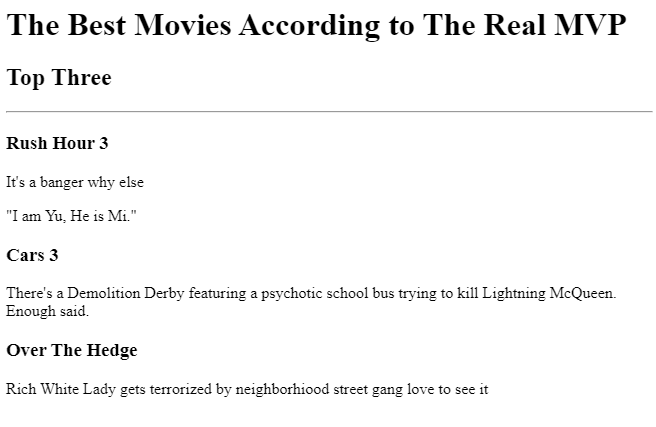 The Best Movies According to The Real MVP
Top Three
Rush Hour 3
It's a banger why else
"I am Yu, He is Mi."
Cars 3
There's a Demolition Derby featuring a psychotic school bus trying to kill Lightning McQueen.
Enough said.
Over The Hedge
Rich White Lady gets terrorized by neighborhiood street gang love to see it